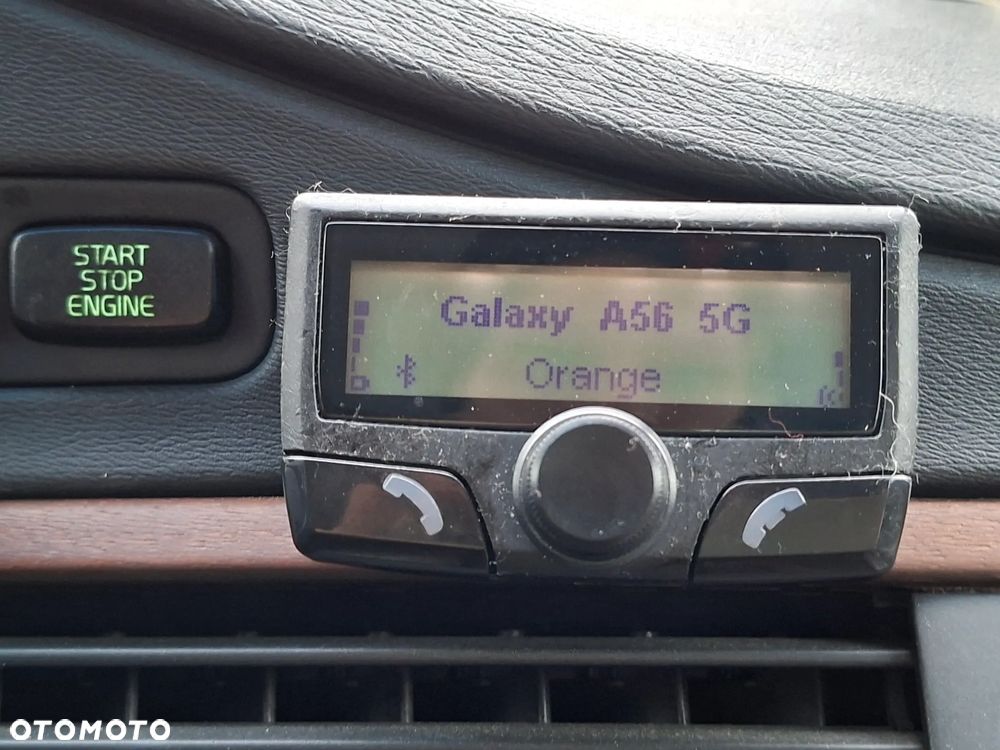 START
STOP
ENGINE
Galaxy A56 5G
Orange
OTOMOTO